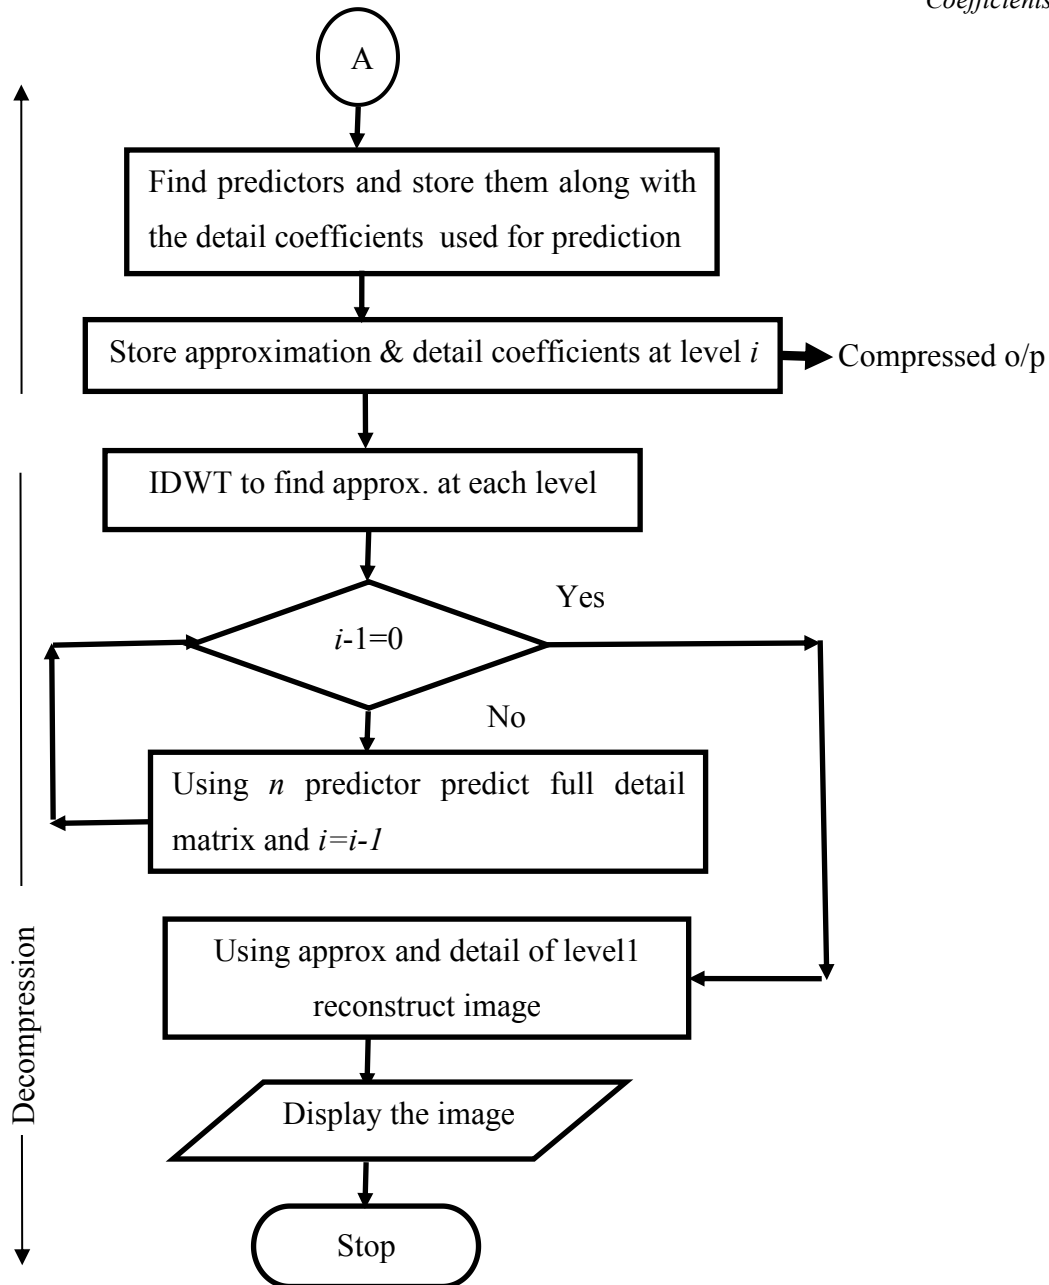 Coefficients
A
Find predictors and store them along with
the detail coefficients used for prediction
Store approximation & detail coefficients at level i
Compressed o/p
IDWT to find approx. at each level
Yes
i-1=0
No
Using n predictor predict full detail
matrix and i=i-1
Using approx and detail of level1
reconstruct image
Decompression
Display the image
Stop